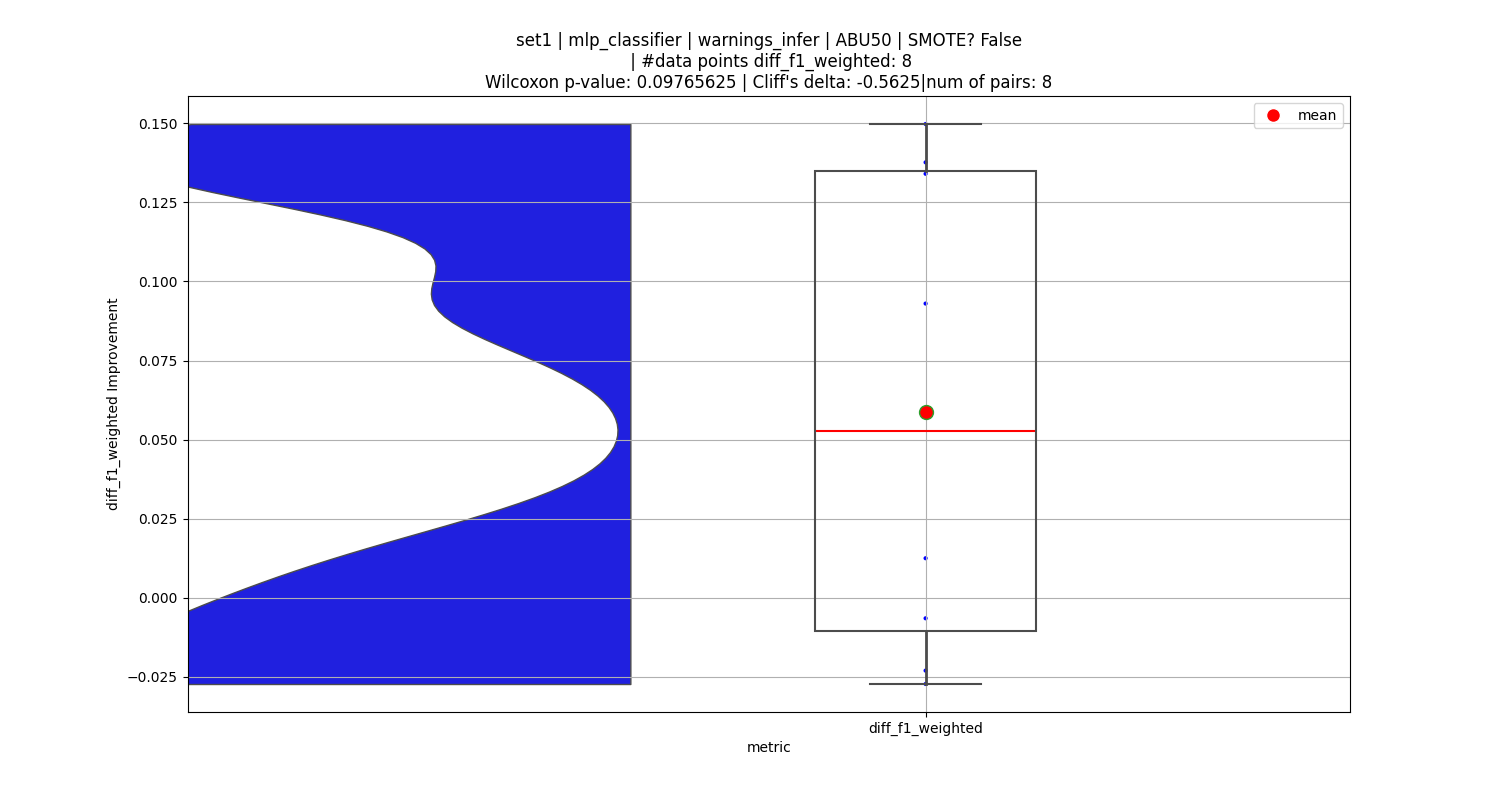 set1 | mlp_classifier | warnings_infer | ABU50 | SMOTE? False
| #data points diff_f1_weighted: 8
Wilcoxon p-value: 0.09765625 | Cliff's delta: -0.5625|num of pairs: 8
mean
0.150
0.125
0.100
0.075
0.050
0.025
0.000
−0.025
diff_f1_weighted Improvement
diff_f1_weighted
metric